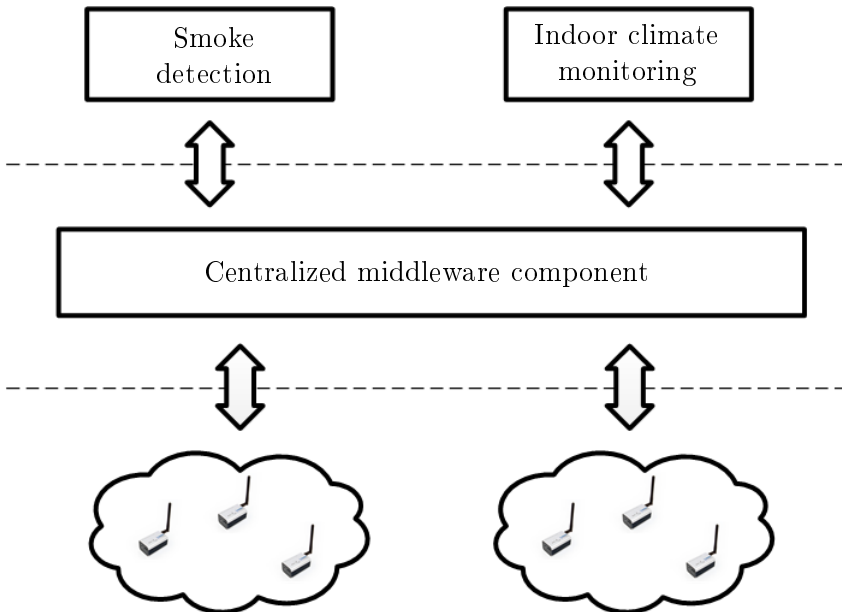 Smoke
detection
Indoor climate
monitoring
Centralized middleware component